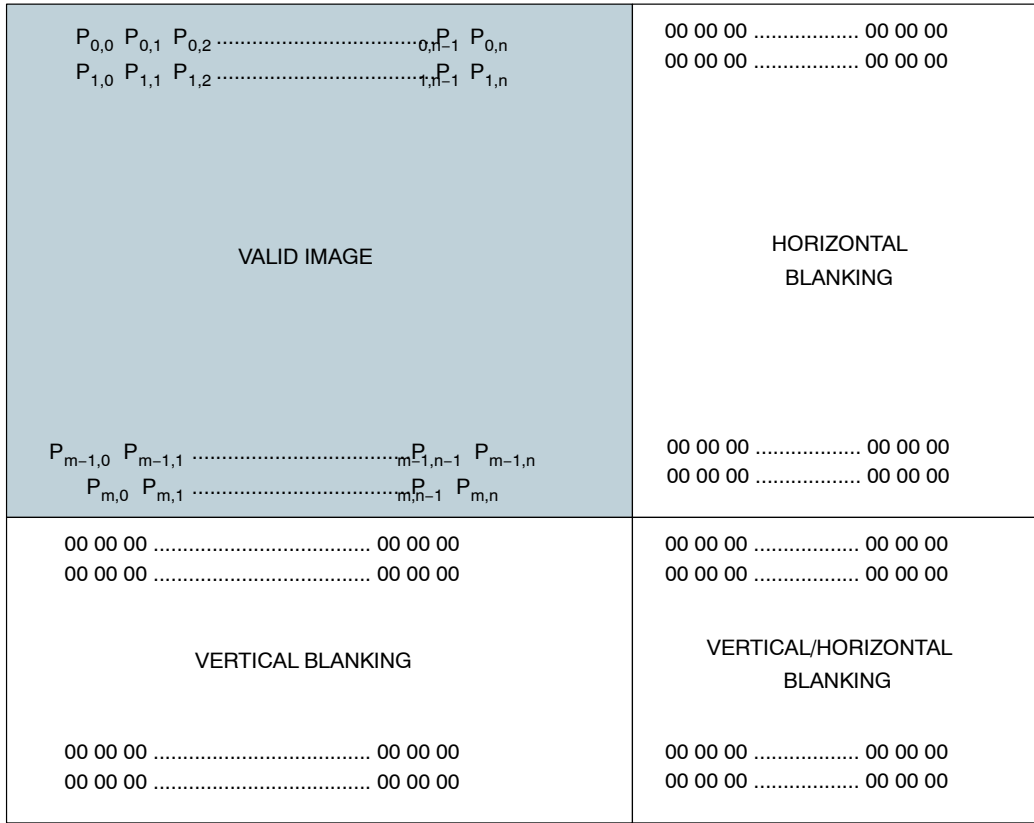 P0,0 P0,1 P0,2 ..................................... 0,n−1P P0,n
P1,0 P1,1 P1,2 ..................................... 1,n−1P P1,n
VALID IMAGE
Pm−1,0 Pm−1,1 ..................................... m−1,n−1P Pm−1,n
Pm,0 Pm,1 ..................................... m,n−1P Pm,n
00 00 00 .................. 00 00 00
00 00 00 .................. 00 00 00
HORIZONTAL
BLANKING
00 00 00 .................. 00 00 00
00 00 00 .................. 00 00 00
00 00 00 ..................................... 00 00 00
00 00 00 ..................................... 00 00 00
VERTICAL BLANKING
00 00 00 ..................................... 00 00 00
00 00 00 ..................................... 00 00 00
00 00 00 .................. 00 00 00
00 00 00 .................. 00 00 00
VERTICAL/HORIZONTAL
BLANKING
00 00 00 .................. 00 00 00
00 00 00 .................. 00 00 00